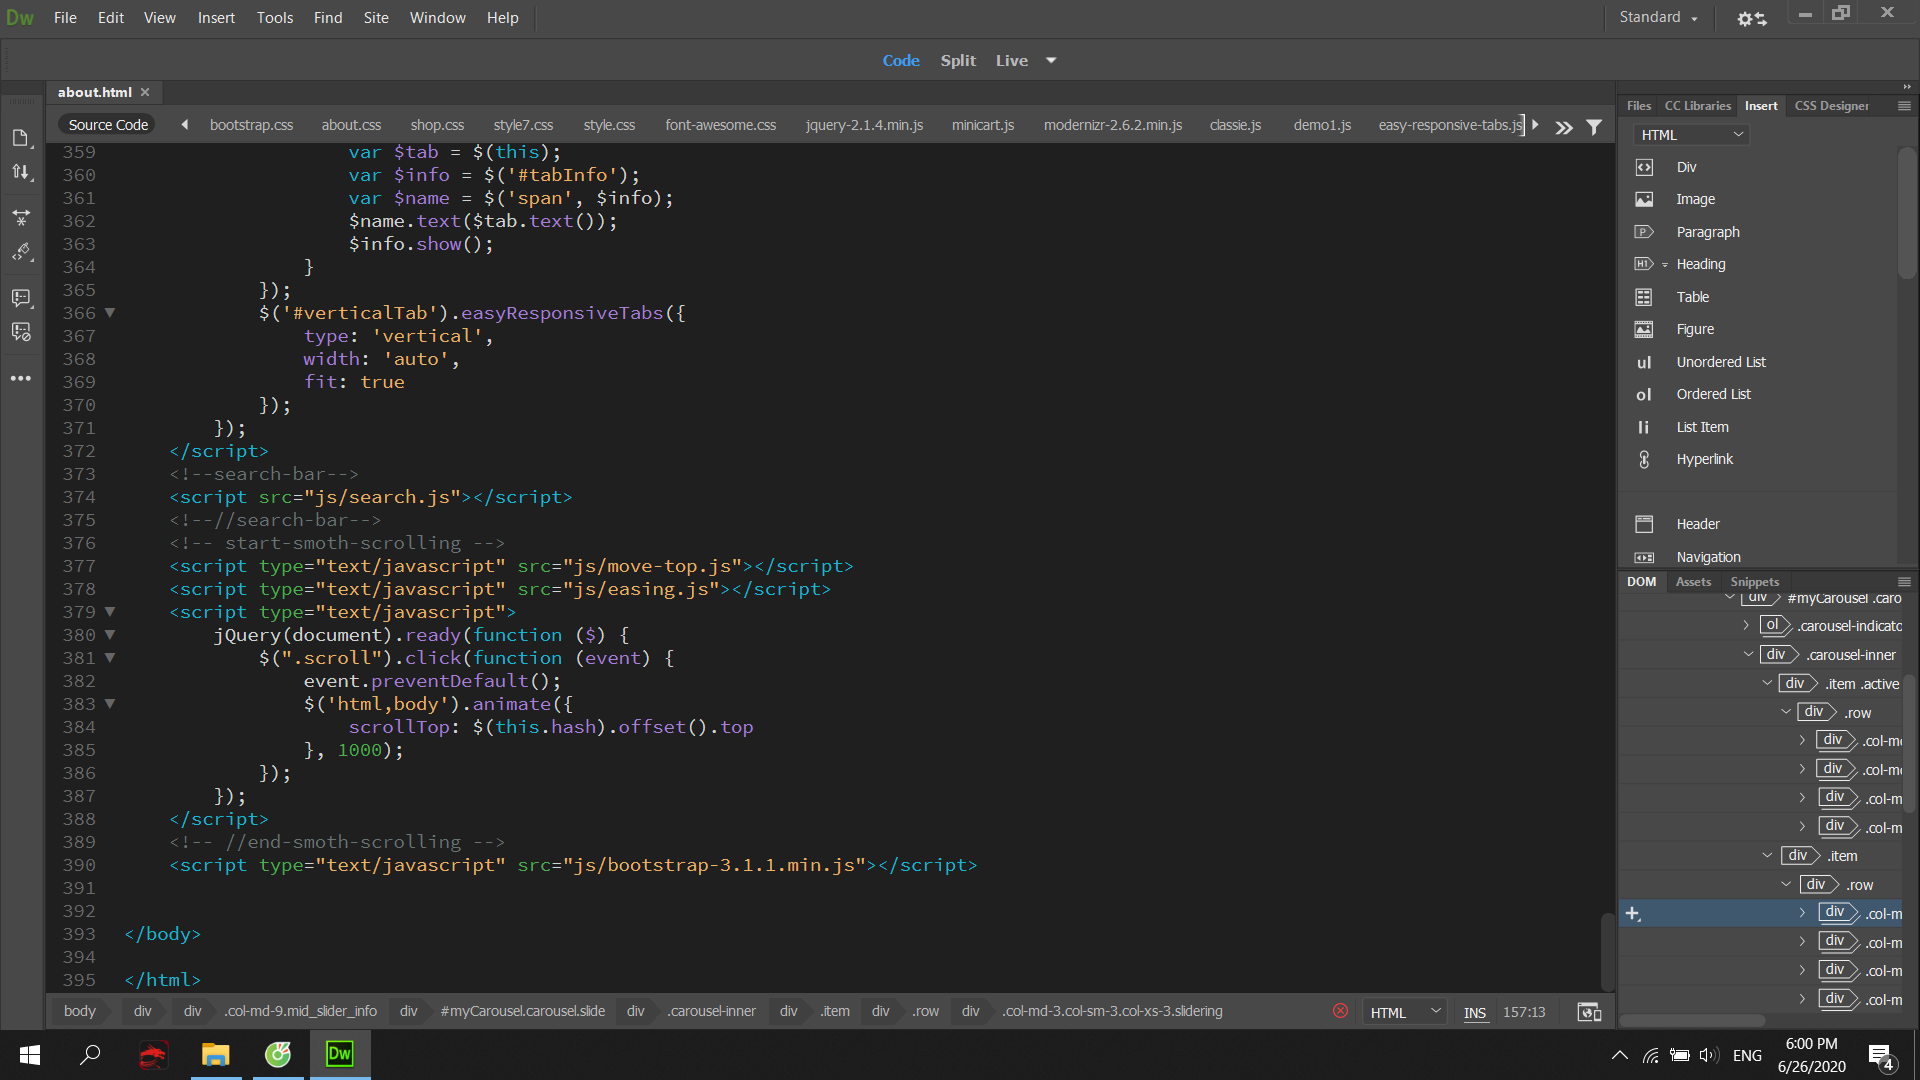 Dw File Edit View Insert Tools Find Site Window Help Standard
Code Split Live
about.html
Source Code bootstrap.css about.css shop.css style7.css style.css font-awesome.css jquery-2.1.4.min.js minicart.js modernizr-2.6.2.min.js classie.js demo1.js easy-responsive-tabs.js
359 var $tab = $(this);
360 var $info = $('#tabInfo');
361 var $name = $('span', $info);
362 $name.text($tab.text());
363 $info.show();
364 }
365 });
366 $('#verticalTab').easyResponsiveTabs({
367 type: 'vertical',
368 width: 'auto',
369 fit: true
370 });
371 });
372 </script>
373 <!--search-bar-->
374 <script src="js/search.js"></script>
375 <!--//search-bar-->
376 <!-- start-smoth-scrolling -->
377 <script type="text/javascript" src="js/move-top.js"></script>
378 <script type="text/javascript" src="js/easing.js"></script>
379 <script type="text/javascript">
380 jQuery(document).ready(function ($) {
381 $(".scroll").click(function (event) {
382 event.preventDefault();
383 $('html,body').animate({
384 scrollTop: $(this.hash).offset().top
385 }, 1000);
386 });
387 });
388 </script>
389 <!-- //end-smoth-scrolling -->
390 <script type="text/javascript" src="js/bootstrap-3.1.1.min.js"></script>
391
392
393 </body>
394
395 </html>
body div div .col-md-9.mid_slider_info div #myCarousel.carousel.slide div .carousel-inner div .item div .row div .col-md-3.col-sm-3.col-xs-3.slidering HTML INS 157:13
Files CC Libraries Insert CSS Designer
HTML
Div
Image
P Paragraph
H1 Heading
Table
Figure
ul Unordered List
ol Ordered List
li List Item
Hyperlink
Header
Navigation
DOM Assets Snippets
div #myCarousel .caro
ol .carousel-indicato
div .carousel-inner
div .item .active
div .row
div .col-m
div .col-m
div .col-m
div .col-m
div .item
div .row
div .col-m
div .col-m
div .col-m
div .col-m
Dw
ENG
6:00 PM
6/26/2020
4